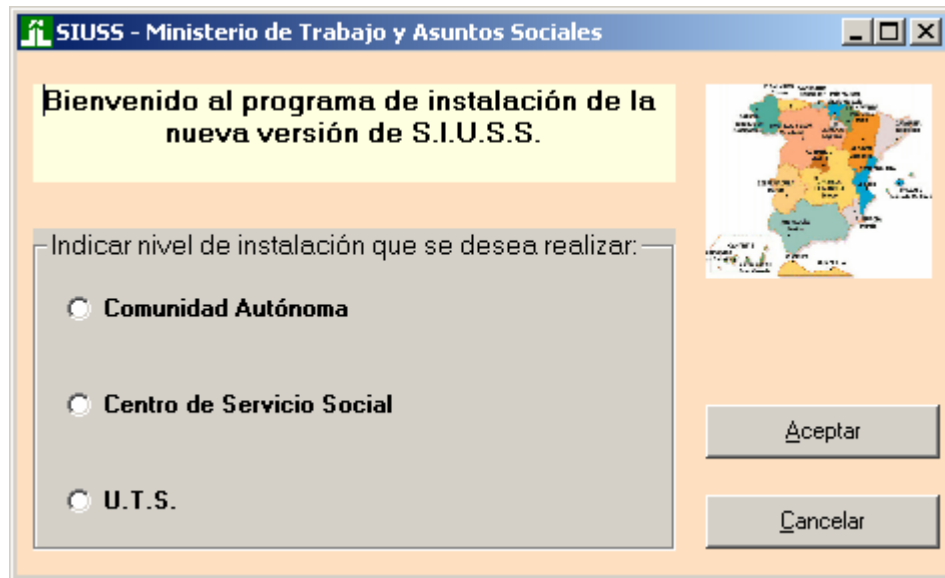 SIUSS - Ministerio de Trabajo y Asuntos Sociales
Bienvenido al programa de instalación de la
nueva versión de S.I.U.S.S.
Indicar nivel de instalación que se desea realizar:
Comunidad Autónoma
Centro de Servicio Social
U.T.S.
Aceptar
Cancelar